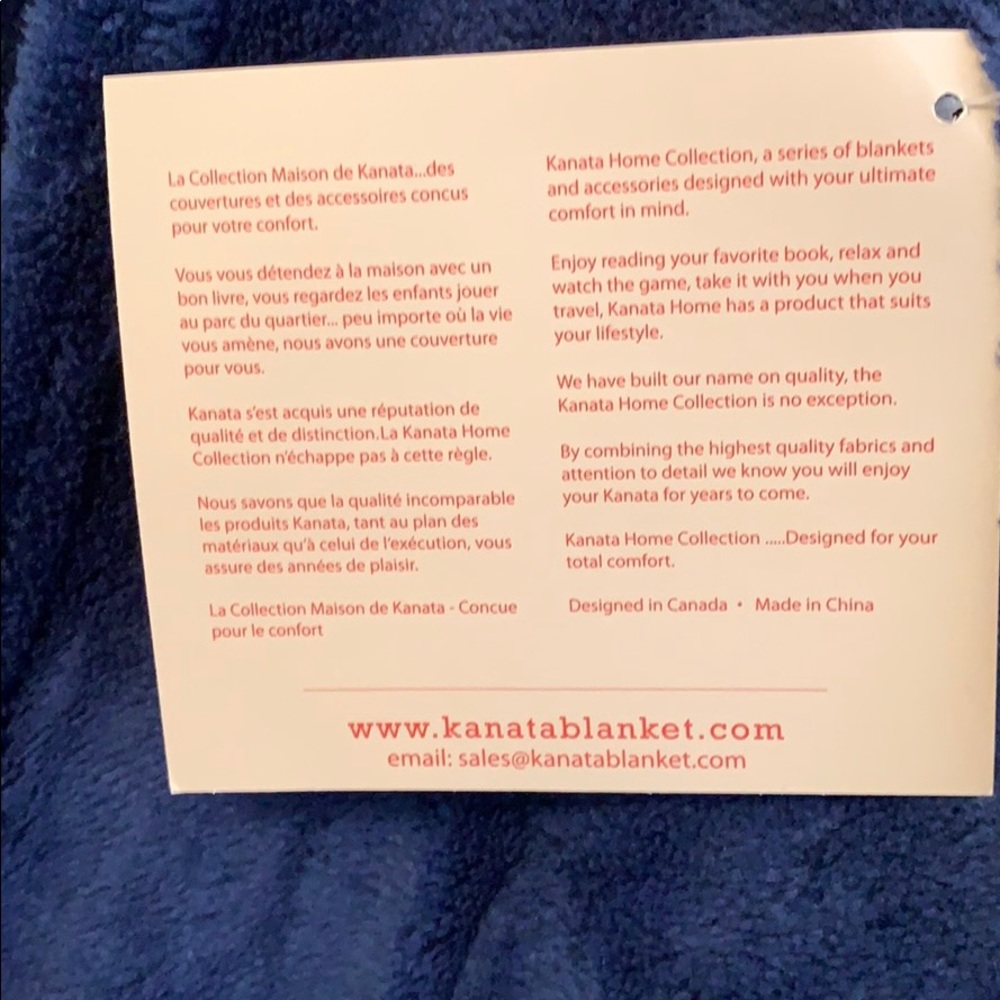 La Collection Maison de Kanata...des
couvertures et des accessoires concus
pour votre confort.
Vous vous détendez à la maison avec un
bon livre, vous regardez les enfants jouer
au parc du quartier... peu importe où la vie
vous amène, nous avons une couverture
pour vous.
Kanata s'est acquis une réputation de
qualité et de distinction.La Kanata Home
Collection n'échappe pas à cette règle.
Nous savons que la qualité incomparable
les produits Kanata, tant au plan des
matériaux qu'à celui de l'exécution, vous
assure des années de plaisir.
La Collection Maison de Kanata - Concue
pour le confort
Kanata Home Collection, a series of blankets
and accessories designed with your ultimate
comfort in mind.
Enjoy reading your favorite book, relax and
watch the game, take it with you when you
travel, Kanata Home has a product that suits
your lifestyle.
We have built our name on quality, the
Kanata Home Collection is no exception.
By combining the highest quality fabrics and
attention to detail we know you will enjoy
your Kanata for years to come.
Kanata Home Collection .....Designed for your
total comfort.
Designed in Canada • Made in China
www.kanatablanket.com
email: sales@kanatablanket.com